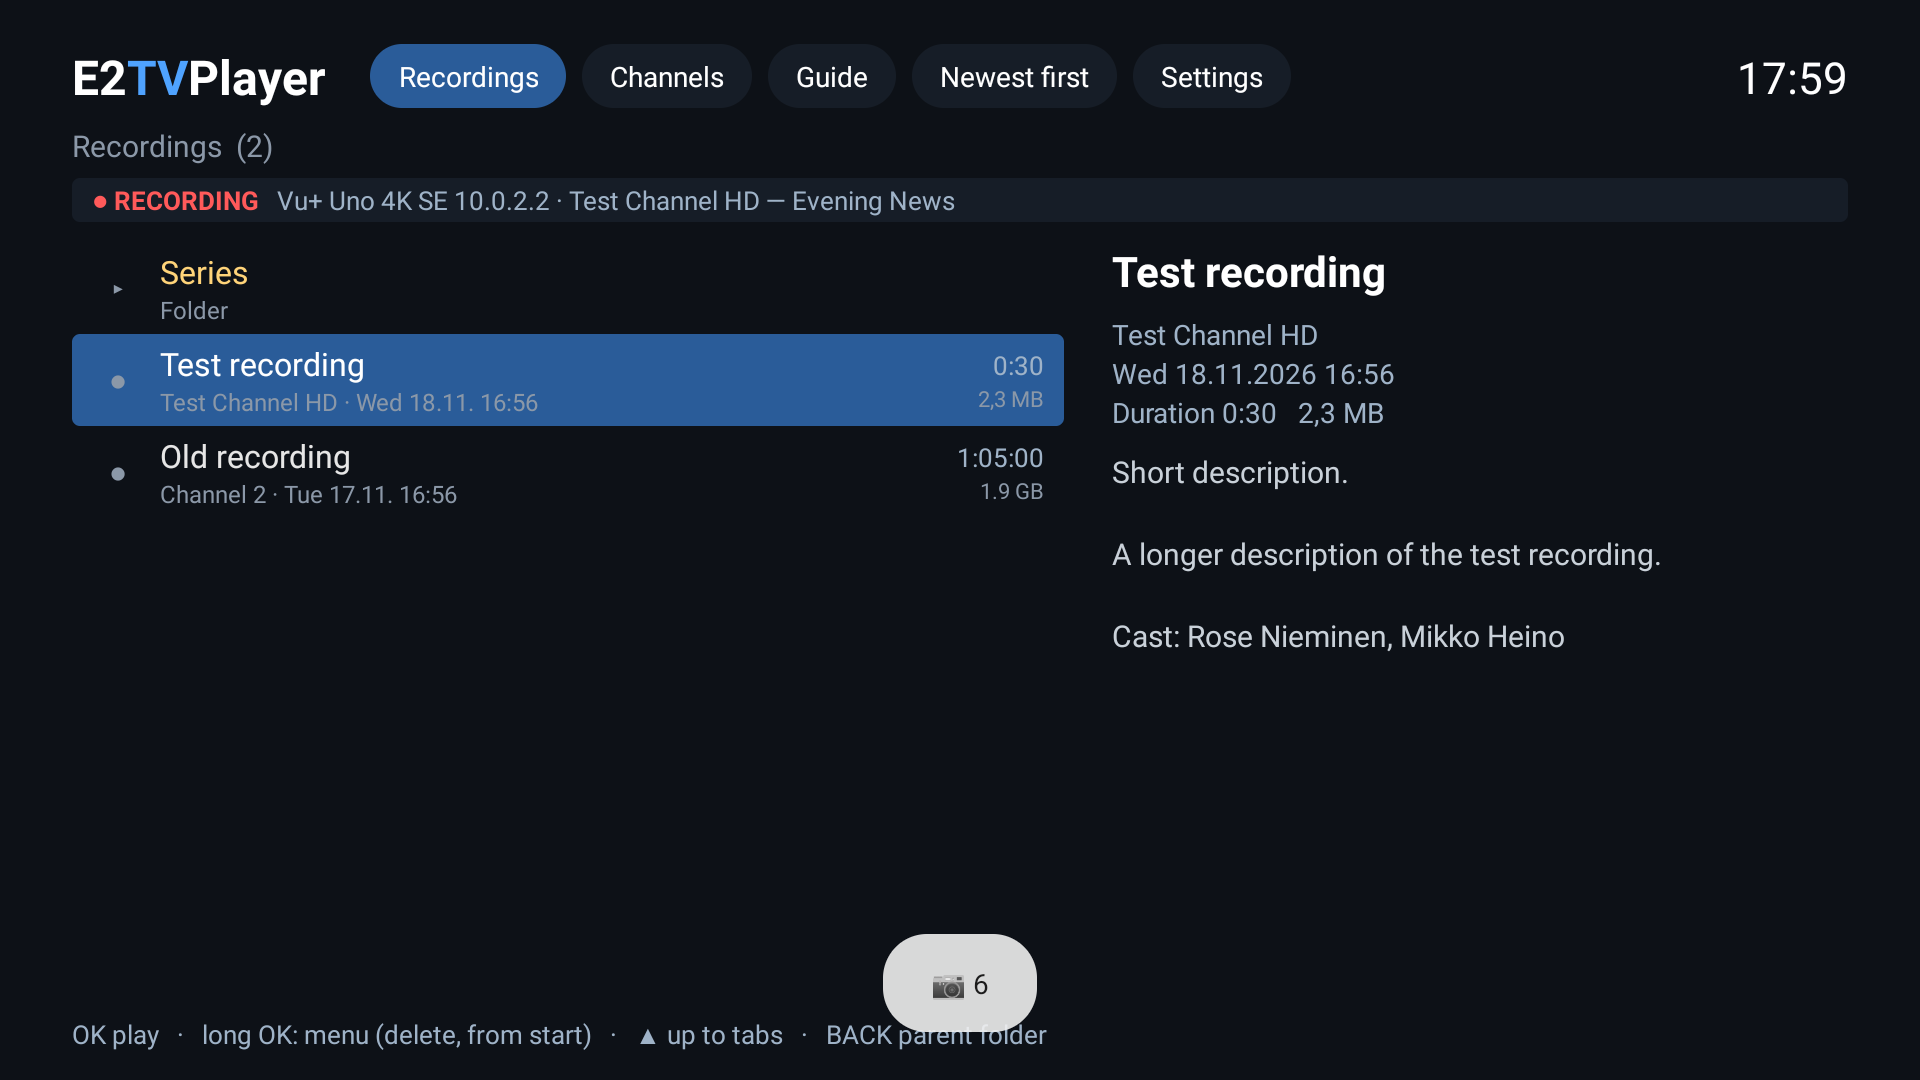 E2TVPlayer Recordings Channels Guide Newest first Settings 17:59
Recordings (2)
● RECORDING Vu+ Uno 4K SE 10.0.2.2 · Test Channel HD — Evening News
▸ Series
Folder
● Test recording 0:30
Test Channel HD · Wed 18.11. 16:56 2,3 MB
● Old recording 1:05:00
Channel 2 · Tue 17.11. 16:56 1.9 GB
Test recording
Test Channel HD
Wed 18.11.2026 16:56
Duration 0:30 2,3 MB
Short description.
A longer description of the test recording.
Cast: Rose Nieminen, Mikko Heino
📷 6
OK play · long OK: menu (delete, from start) · ▲ up to tabs · BACK parent folder